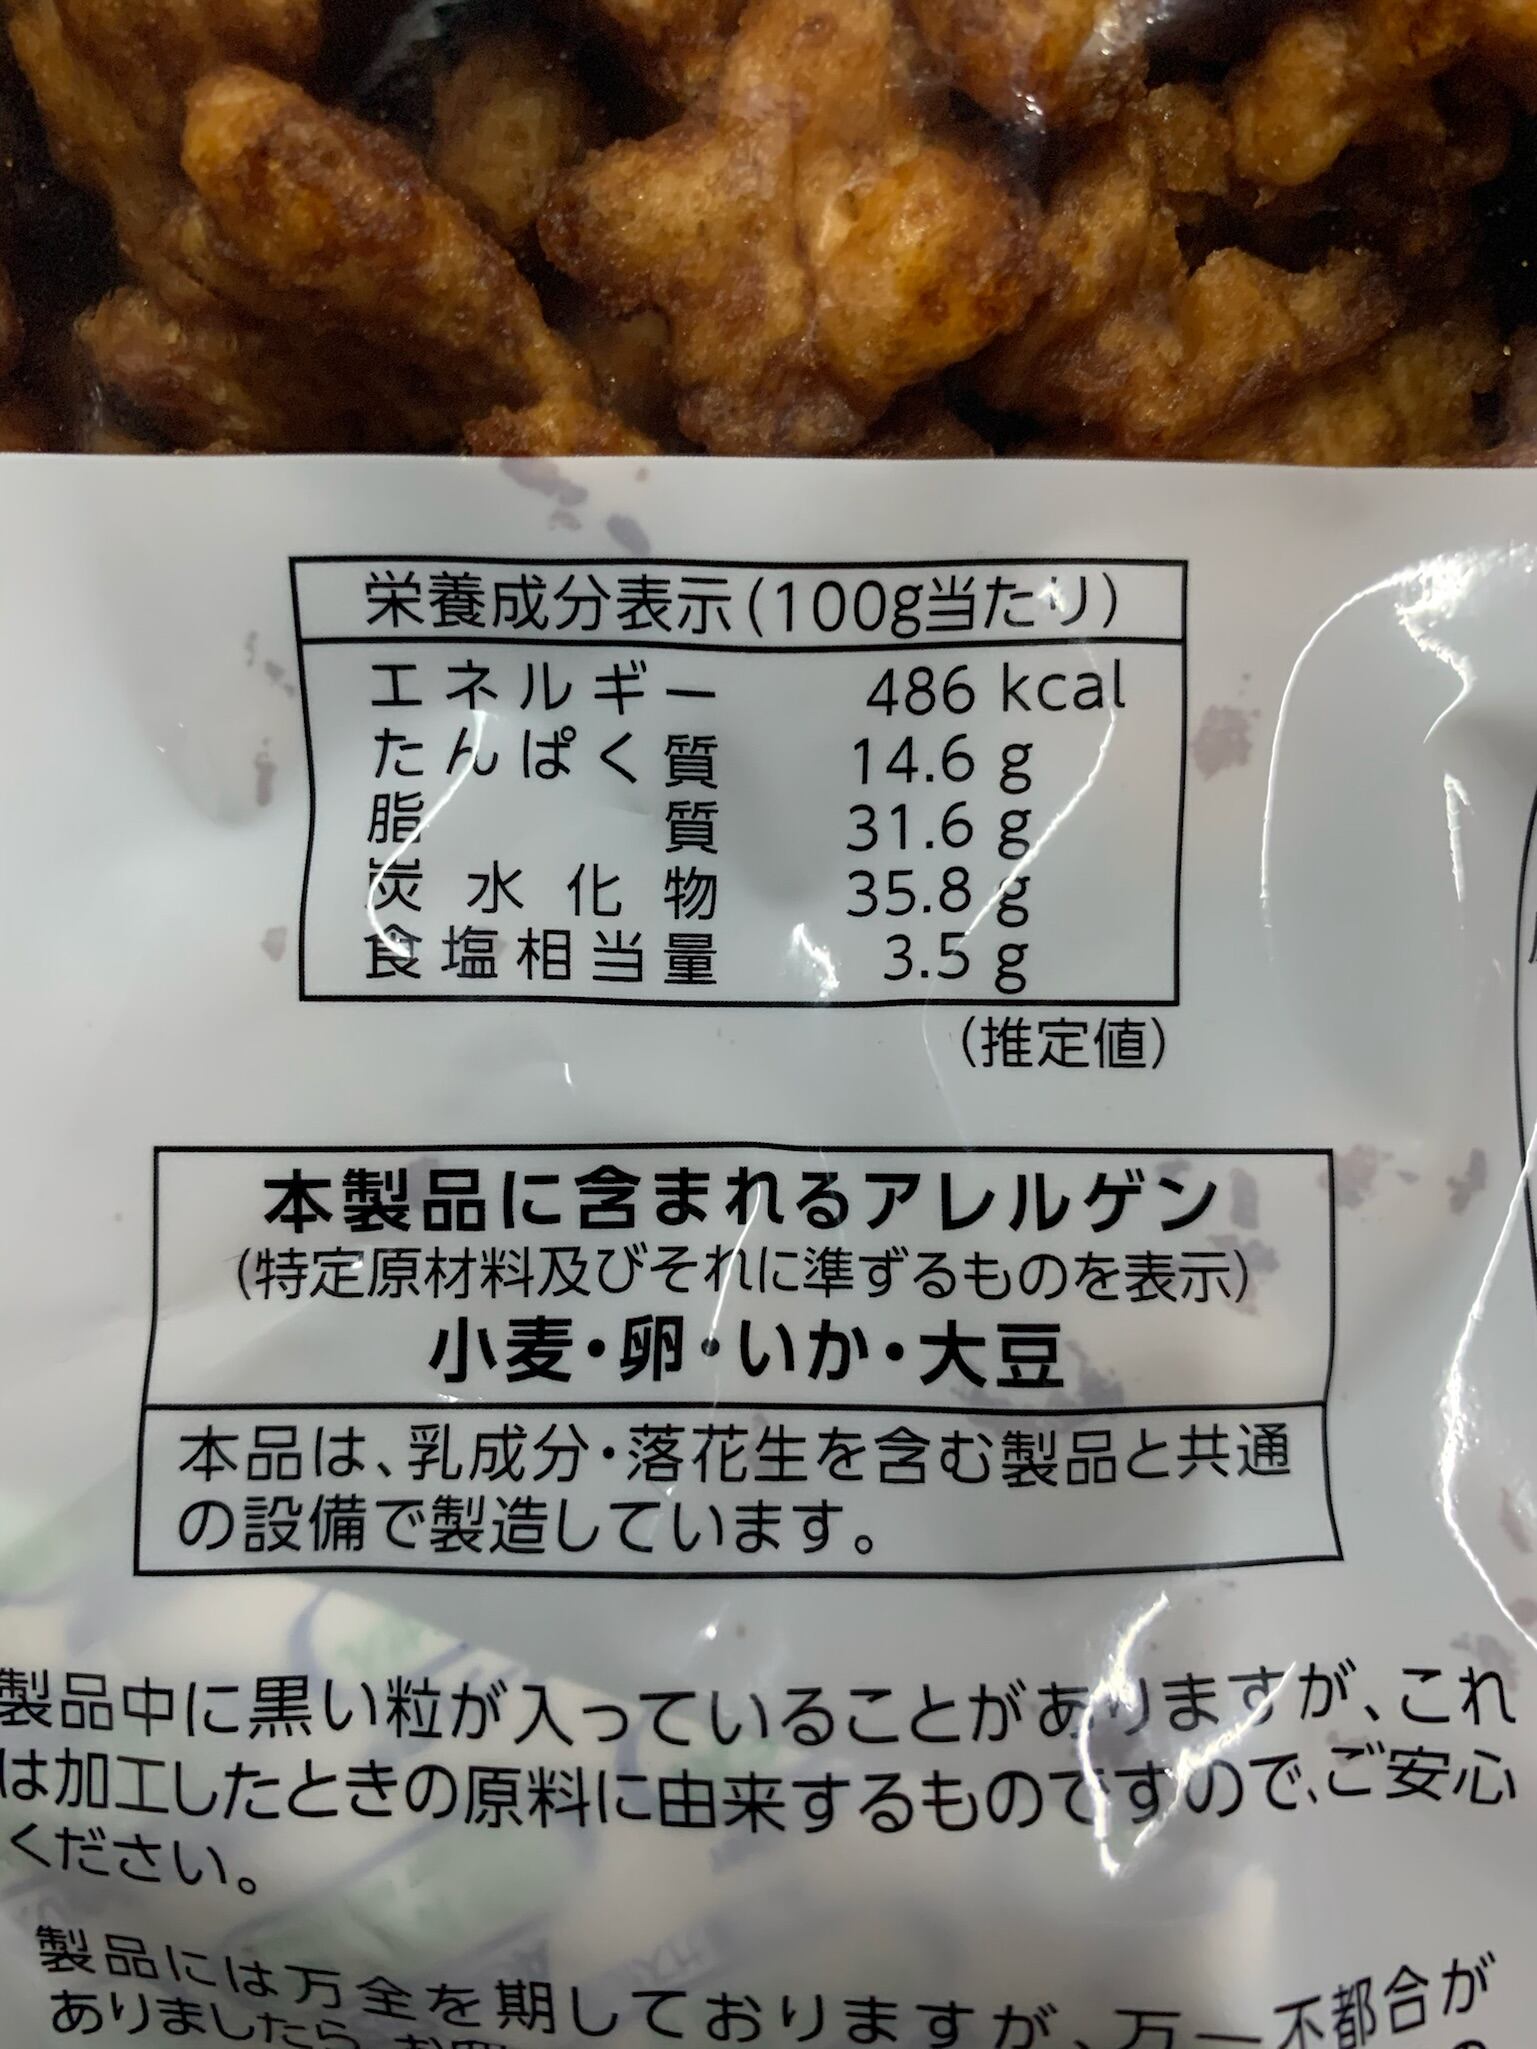 栄養成分表示(100g当たり)
エネルギー 486 kcal
たんぱく質 14.6 g
脂質 31.6 g
炭水化物 35.8 g
食塩相当量 3.5 g
(推定値)
本製品に含まれるアレルゲン
(特定原材料及びそれに準ずるものを表示)
小麦・卵・いか・大豆
本品は、乳成分・落花生を含む製品と共通
の設備で製造しています。
製品中に黒い粒が入っていることがありますが、これ
は加工したときの原料に由来するものですので、ご安心
ください。
製品には万全を期しておりますが、万一不都合が
ありましたら